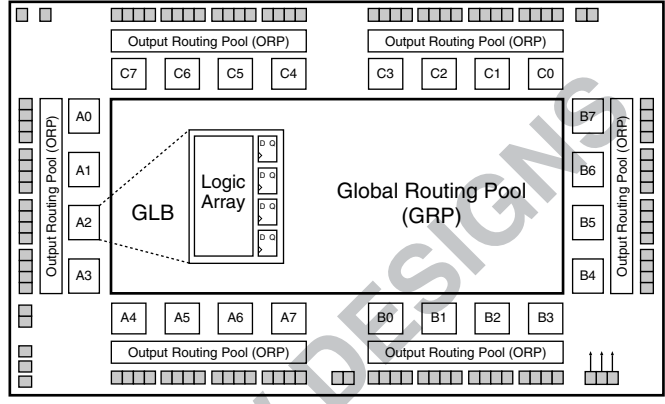 Output Routing Pool (ORP)
Output Routing Pool (ORP)
C7 C6 C5 C4
C3 C2 C1 C0
Output Routing Pool (ORP)
A0
A1
A2
A3
GLB
Logic
Array
D Q
D Q
D Q
D Q
Global Routing Pool
(GRP)
B7
B6
B5
B4
Output Routing Pool (ORP)
A4 A5 A6 A7
B0 B1 B2 B3
Output Routing Pool (ORP)
Output Routing Pool (ORP)
DESIGNS